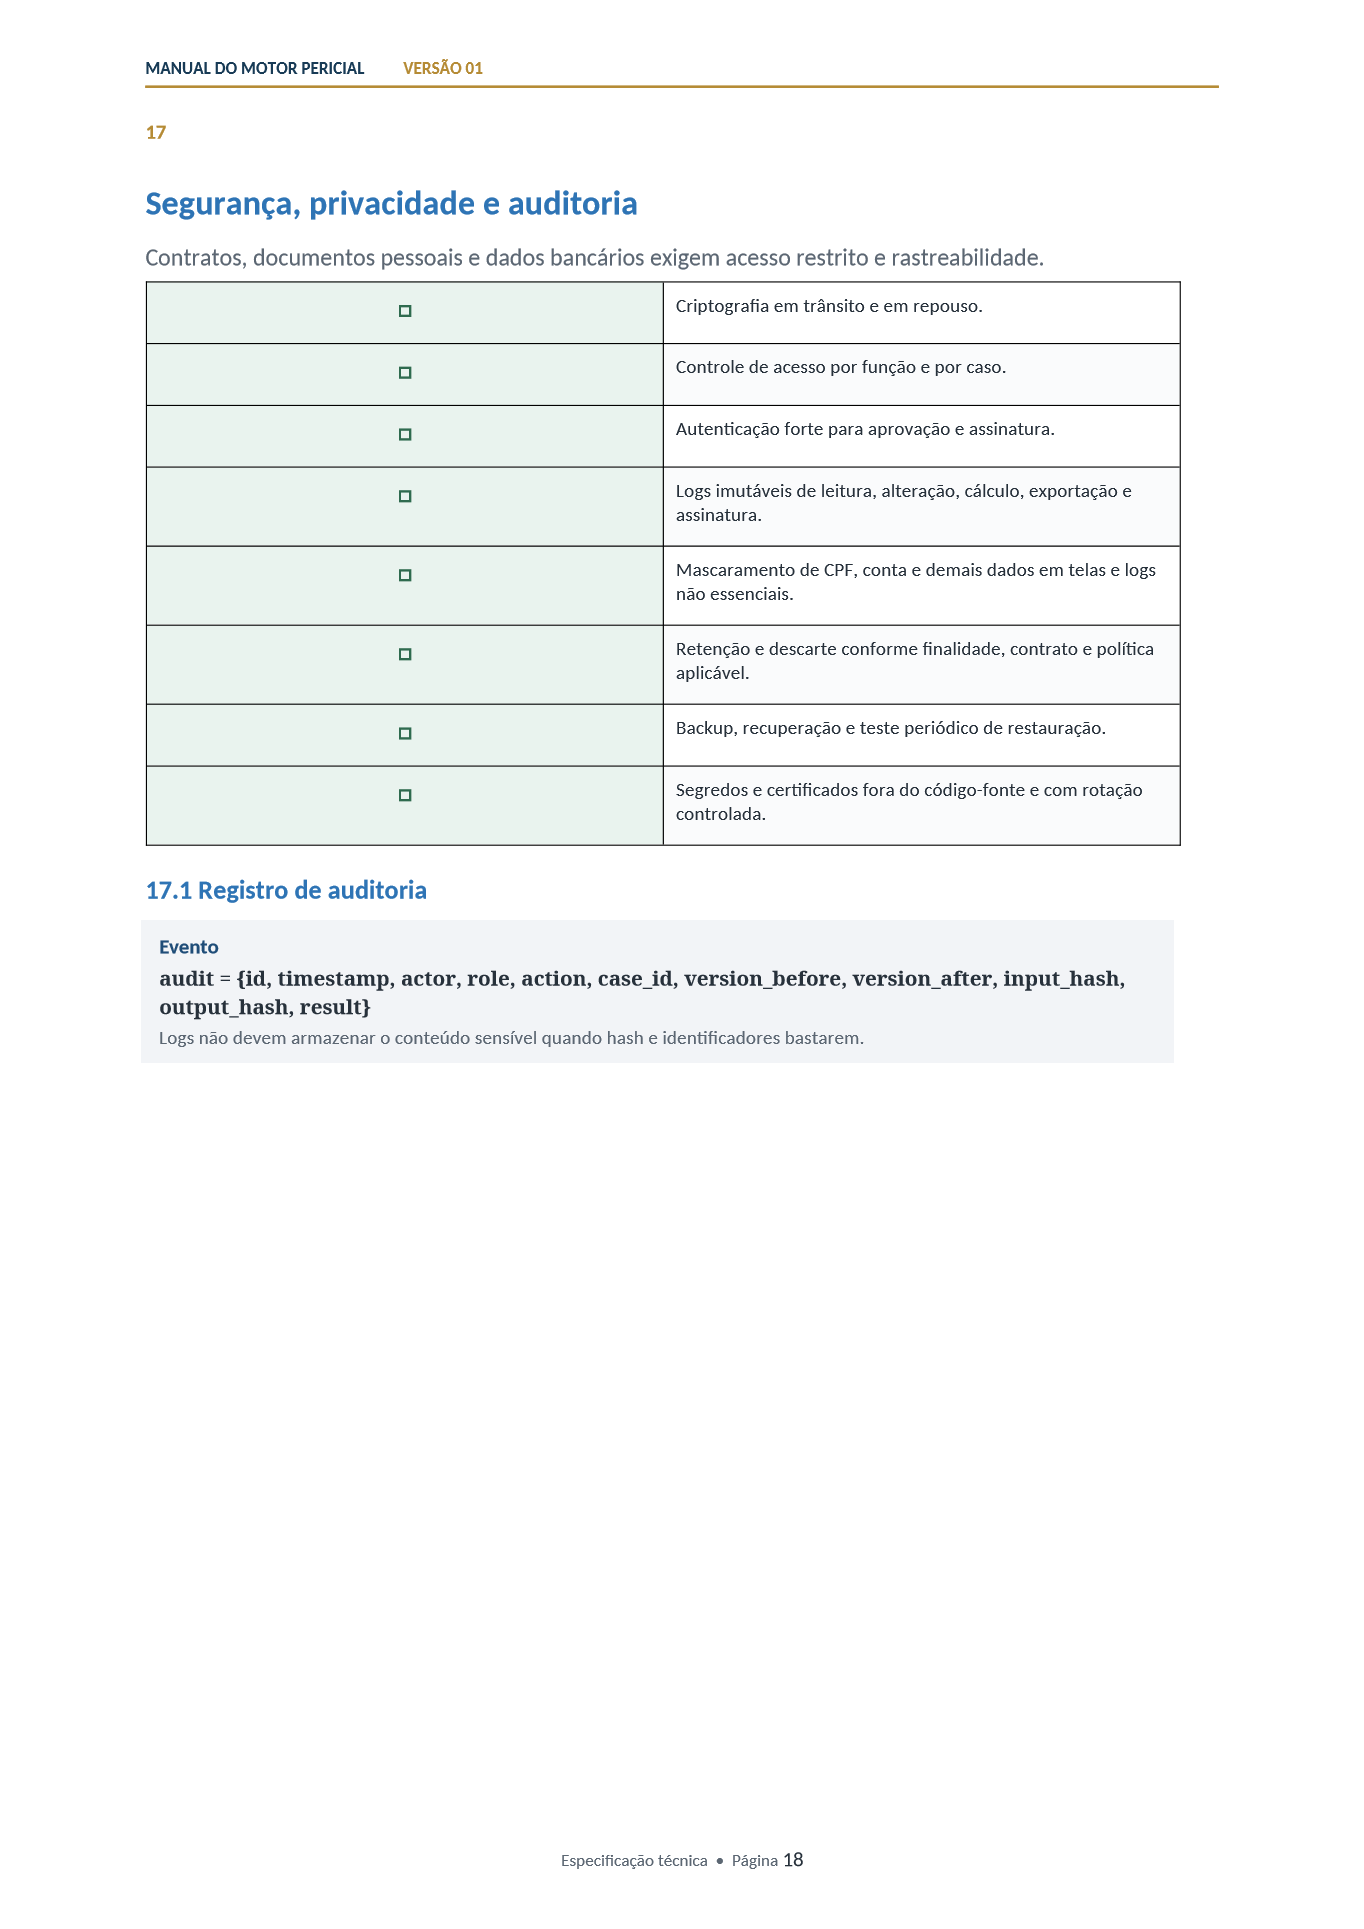 MANUAL DO MOTOR PERICIAL VERSÃO 01
17
Segurança, privacidade e auditoria
Contratos, documentos pessoais e dados bancários exigem acesso restrito e rastreabilidade.
☐ Criptografia em trânsito e em repouso.
☐ Controle de acesso por função e por caso.
☐ Autenticação forte para aprovação e assinatura.
☐ Logs imutáveis de leitura, alteração, cálculo, exportação e
assinatura.
☐ Mascaramento de CPF, conta e demais dados em telas e logs
não essenciais.
☐ Retenção e descarte conforme finalidade, contrato e política
aplicável.
☐ Backup, recuperação e teste periódico de restauração.
☐ Segredos e certificados fora do código-fonte e com rotação
controlada.
17.1 Registro de auditoria
Evento
audit = {id, timestamp, actor, role, action, case_id, version_before, version_after, input_hash,
output_hash, result}
Logs não devem armazenar o conteúdo sensível quando hash e identificadores bastarem.
Especificação técnica • Página 18